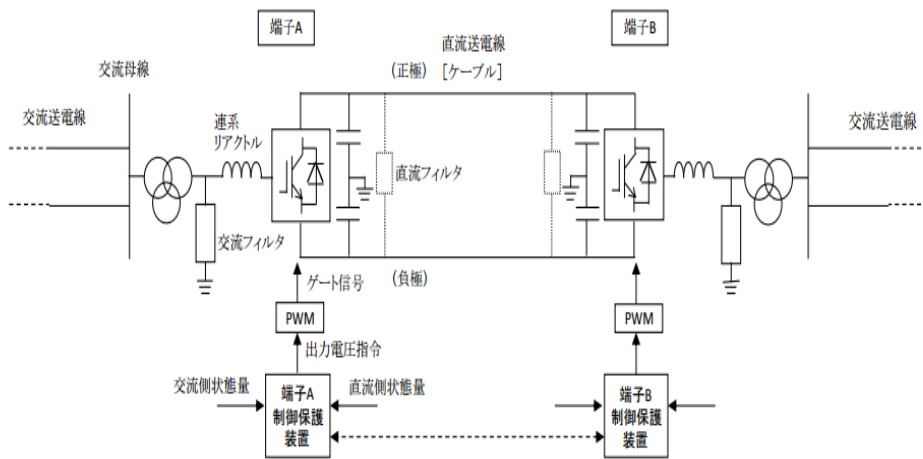 端子A
端子B
直流送電線
(正極) [ケーブル]
交流母線
交流送電線
交流送電線
連系
リアクトル
直流フィルタ
交流フィルタ
ゲート信号
(負極)
PWM
PWM
出力電圧指令
交流側状態量
直流側状態量
端子A
制御保護
装置
端子B
制御保護
装置